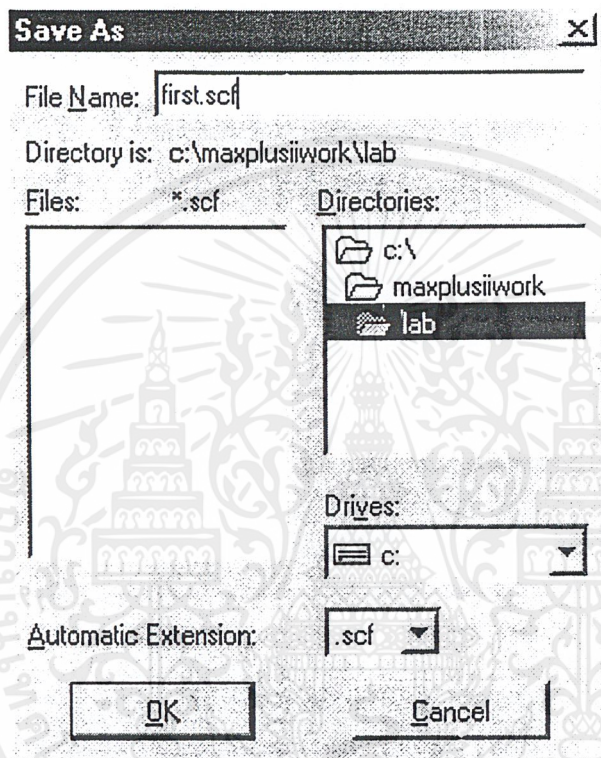 Save As
File Name: first.scf
Directory is: c:\maxplusiiwork\lab
Files: *.scf
Directories:
c:\
maxplusiiwork
lab
Drives:
c:
Automatic Extension: .scf
OK
Cancel